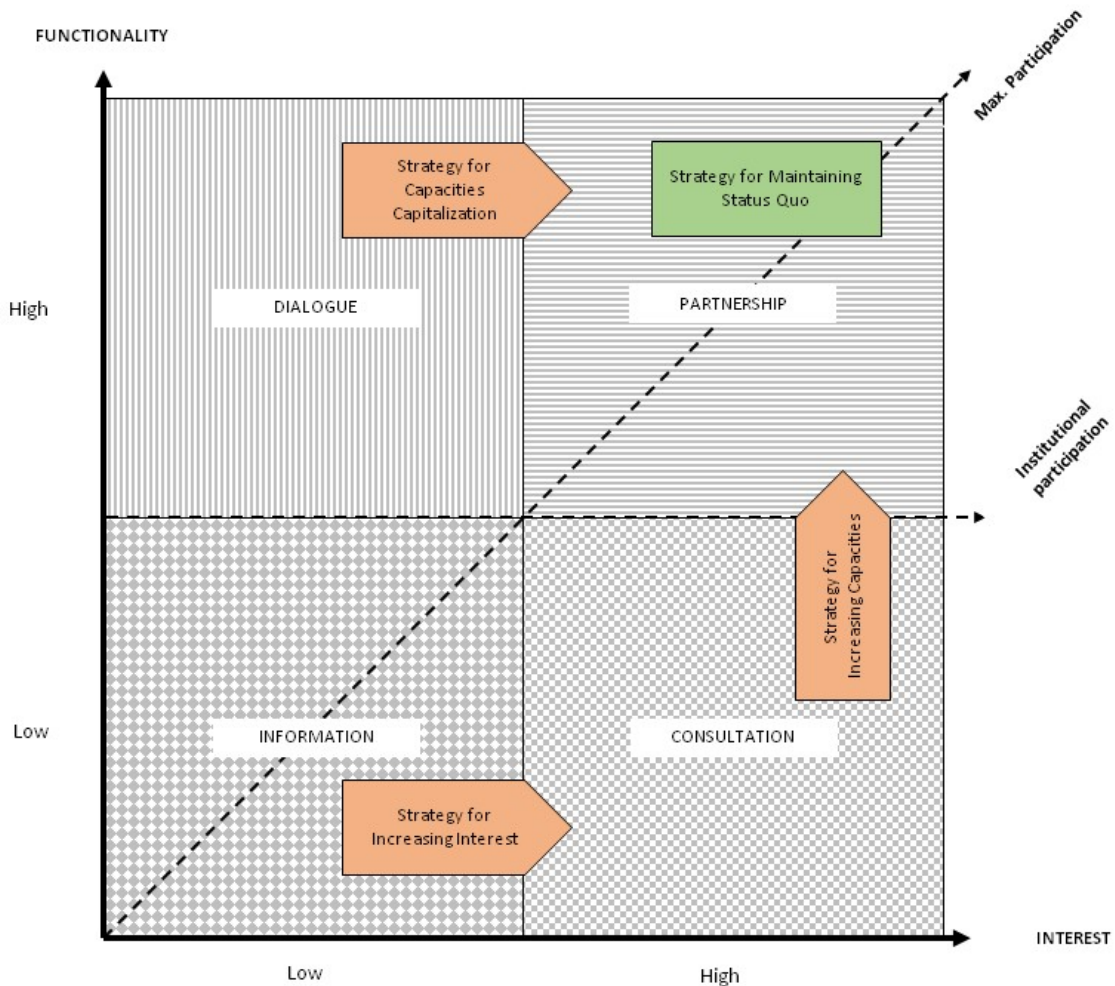 FUNCTIONALITY
Max. Participation
Strategy for
Capacities
Capitalization
Strategy for Maintaining
Status Quo
High
DIALOGUE
PARTNERSHIP
Institutional
participation
Strategy for
Increasing Capacities
Low
INFORMATION
CONSULTATION
Strategy for
Increasing Interest
INTEREST
Low
High